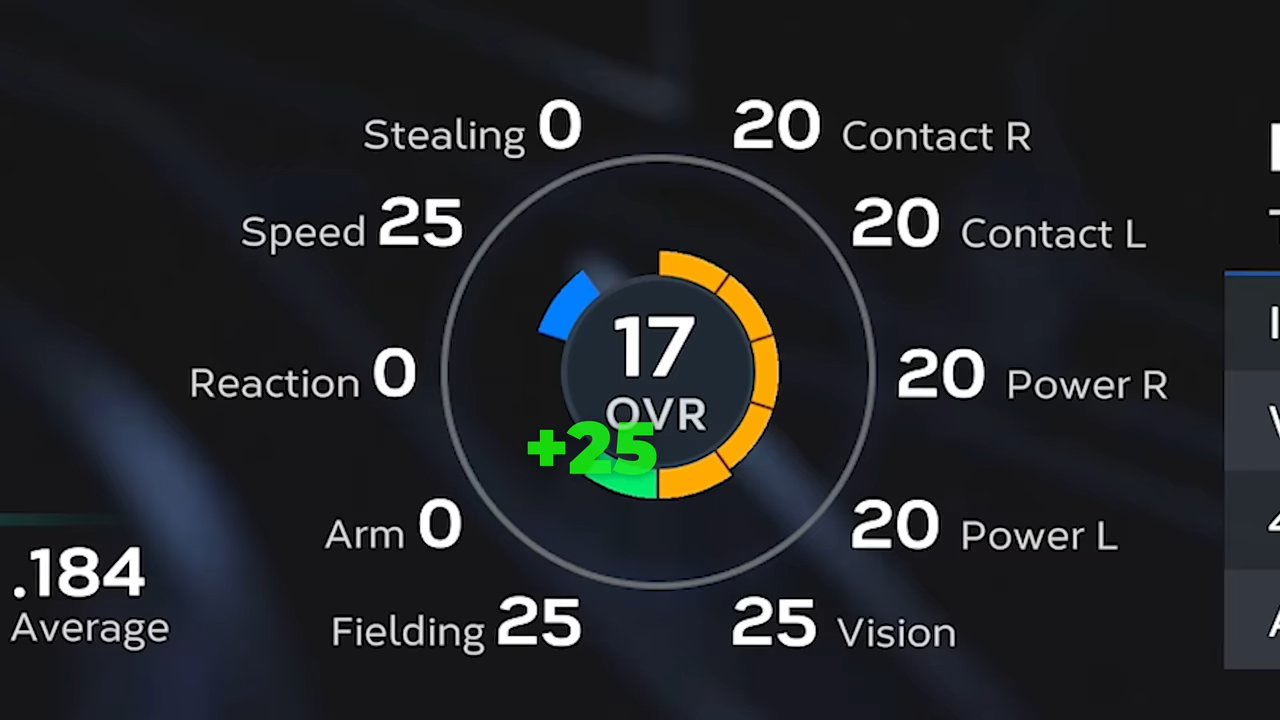 Stealing 0
20 Contact R
Speed 25
20 Contact L
Reaction 0
17
OVR
+25
20 Power R
Arm 0
20 Power L
.184
Average
Fielding 25
25 Vision